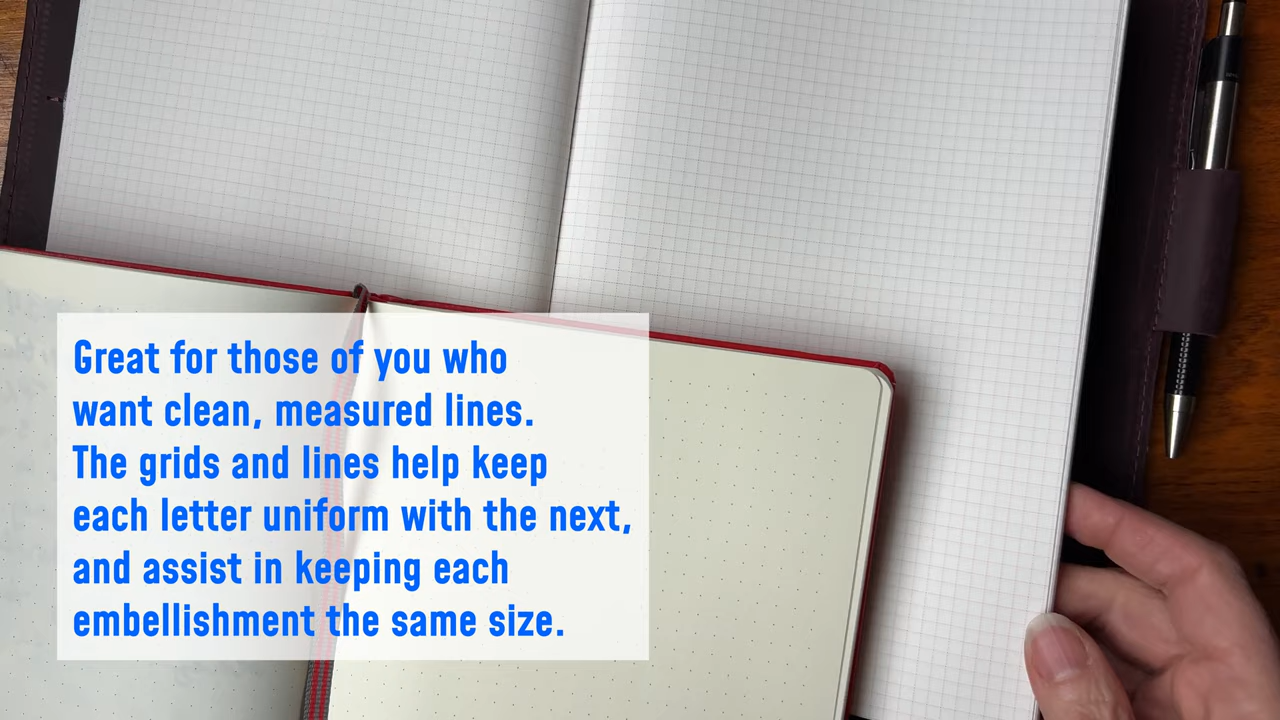 Great for those of you who
want clean, measured lines.
The grids and lines help keep
each letter uniform with the next,
and assist in keeping each
embellishment the same size.